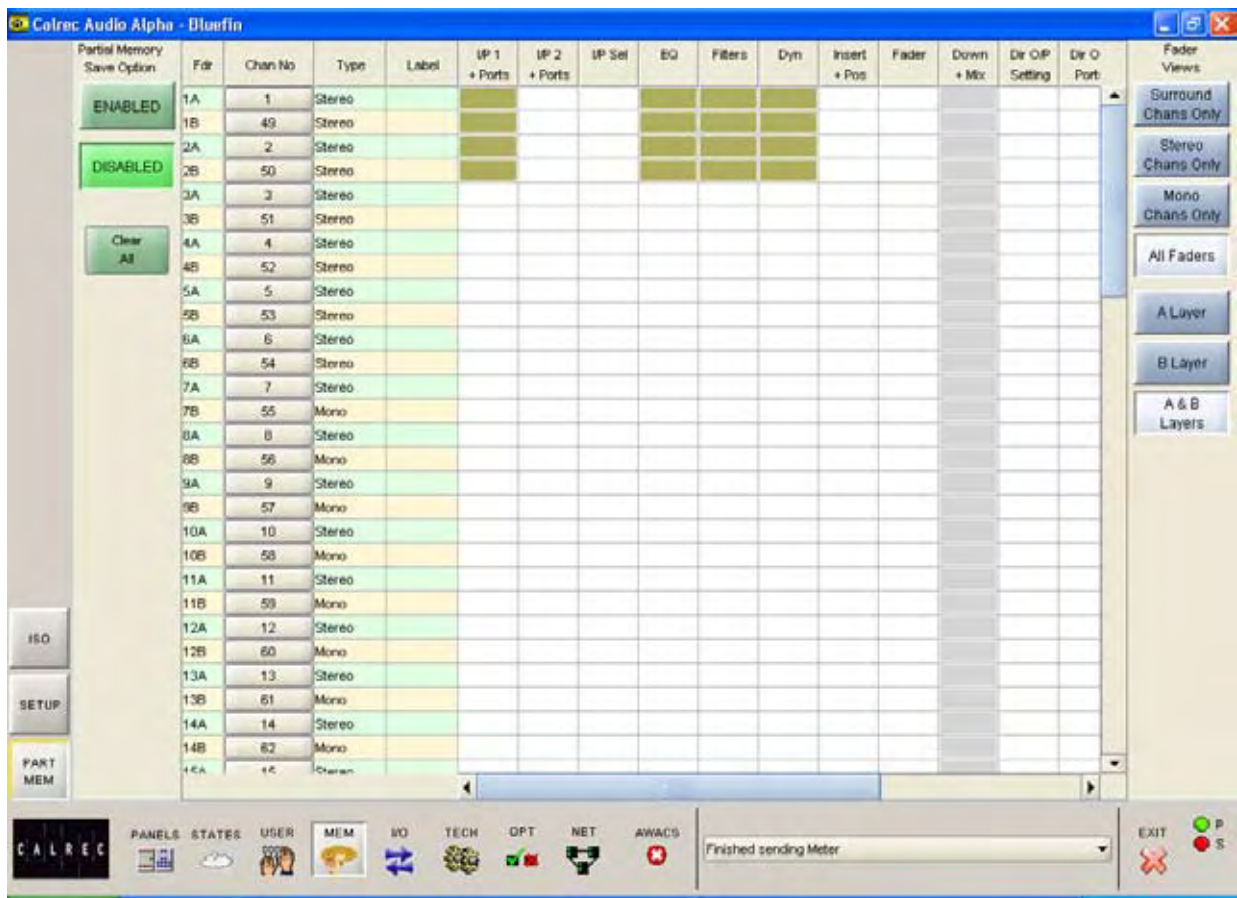 Calrec Audio Alpha - Bluefin
Partial Memory
Save Option
ENABLED
DISABLED
Clear
All
Fdr Chan No Type Label I/P 1 + Ports I/P 2 + Ports I/P Sel EQ Filters Dyn Insert + Pos Fader Down + Mix Dir O/P Setting Dir O Port
1A 1 Stereo
1B 49 Stereo
2A 2 Stereo
2B 50 Stereo
3A 3 Stereo
3B 51 Stereo
4A 4 Stereo
4B 52 Stereo
5A 5 Stereo
5B 53 Stereo
6A 6 Stereo
6B 54 Stereo
7A 7 Stereo
7B 55 Mono
8A 8 Stereo
8B 56 Mono
9A 9 Stereo
9B 57 Mono
10A 10 Stereo
10B 58 Mono
11A 11 Stereo
11B 59 Mono
12A 12 Stereo
12B 60 Mono
13A 13 Stereo
13B 61 Mono
14A 14 Stereo
14B 62 Mono
15A 15 Stereo
Fader
Views
Surround
Chans Only
Stereo
Chans Only
Mono
Chans Only
All Faders
A Layer
B Layer
A & B
Layers
ISO
SETUP
PART
MEM
CALREC
PANELS STATES USER MEM I/O TECH OPT NET AWACS
Finished sending Meter
EXIT
P
S